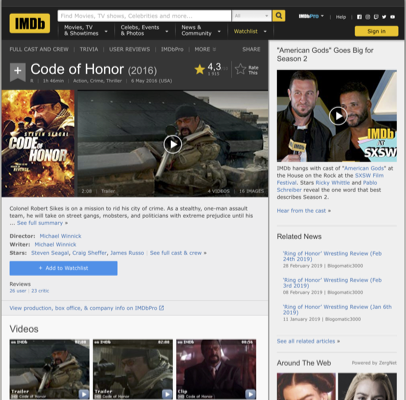 IMDb
Find Movies, TV shows, Celebrities and more...
All
IMDbPro
Help
Movies, TV & Showtimes
Celebs, Events & Photos
News & Community
Watchlist
Sign in
FULL CAST AND CREW | TRIVIA | USER REVIEWS | IMDbPro | MORE
SHARE
Code of Honor (2016)
4,3
Rate This
R | 1h 46min | Action, Crime, Thriller | 6 May 2016 (USA)
STEVEN SEAGAL
CODE OF HONOR
2:08 | Trailer
4 VIDEOS
16 IMAGES
Colonel Robert Sikes is on a mission to rid his city of crime. As a stealthy, one-man assault
team, he will take on street gangs, mobsters, and politicians with extreme prejudice until his
... See full summary »
Director: Michael Winnick
Writer: Michael Winnick
Stars: Steven Seagal, Craig Sheffer, James Russo | See full cast & crew »
+ Add to Watchlist
Reviews
26 user | 23 critic
View production, box office, & company info on IMDbPro
Videos
Trailer
Code of Honor
Trailer
Code of Honor
Clip
Code of Honor
"American Gods" Goes Big for
Season 2
IMDb
at
SXSW
IMDb hangs with cast of "American Gods" at
the House on the Rock at the SXSW Film
Festival. Stars Ricky Whittle and Pablo
Schreiber reveal the one word that best
describes Season 2.
Hear from the cast »
Related News
'Ring of Honor' Wrestling Review (Feb
24th 2019)
28 February 2019 | Blogomatic3000
'Ring of Honor' Wrestling Review (Feb
3rd 2019)
08 February 2019 | Blogomatic3000
'Ring of Honor' Wrestling Review (Jan 6th
2019)
11 January 2019 | Blogomatic3000
See all related articles »
Around The Web
Powered by ZergNet